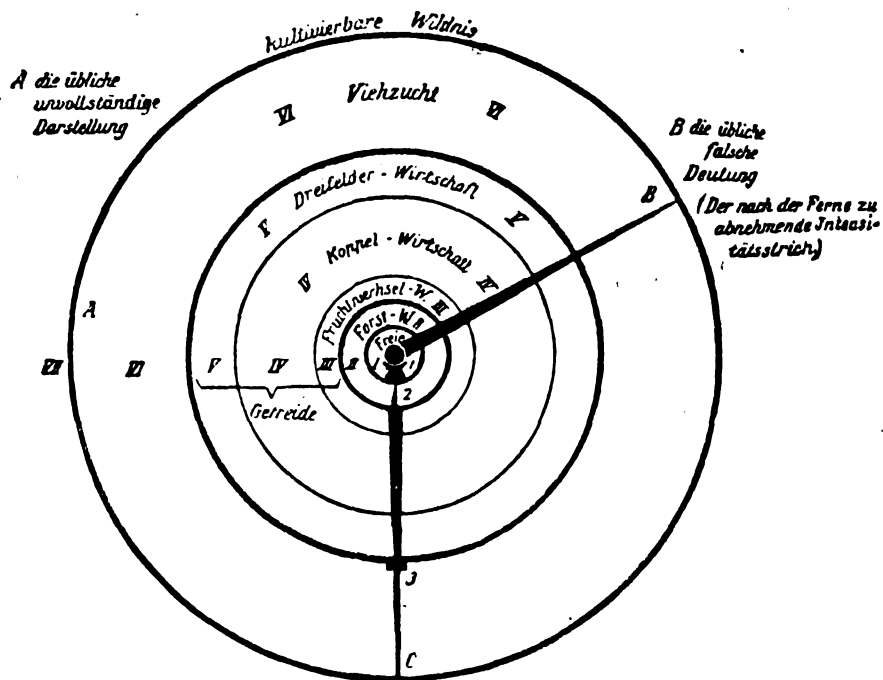 kultivierbare Wildnis
A die übliche
unvollständige
Darstellung
VI Viehzucht VI
B die übliche
falsche
Deutung
(Der nach der Ferne zu
abnehmende Intensi-
tätsstrich)
B
V Dreifelder-Wirtschaft V
IV Koppel-Wirtschaft IV
Fruchtwechsel-W. III
Forst-W. II
Freie
I 1
A
VII VI V IV III II
2
Getreide
3
C